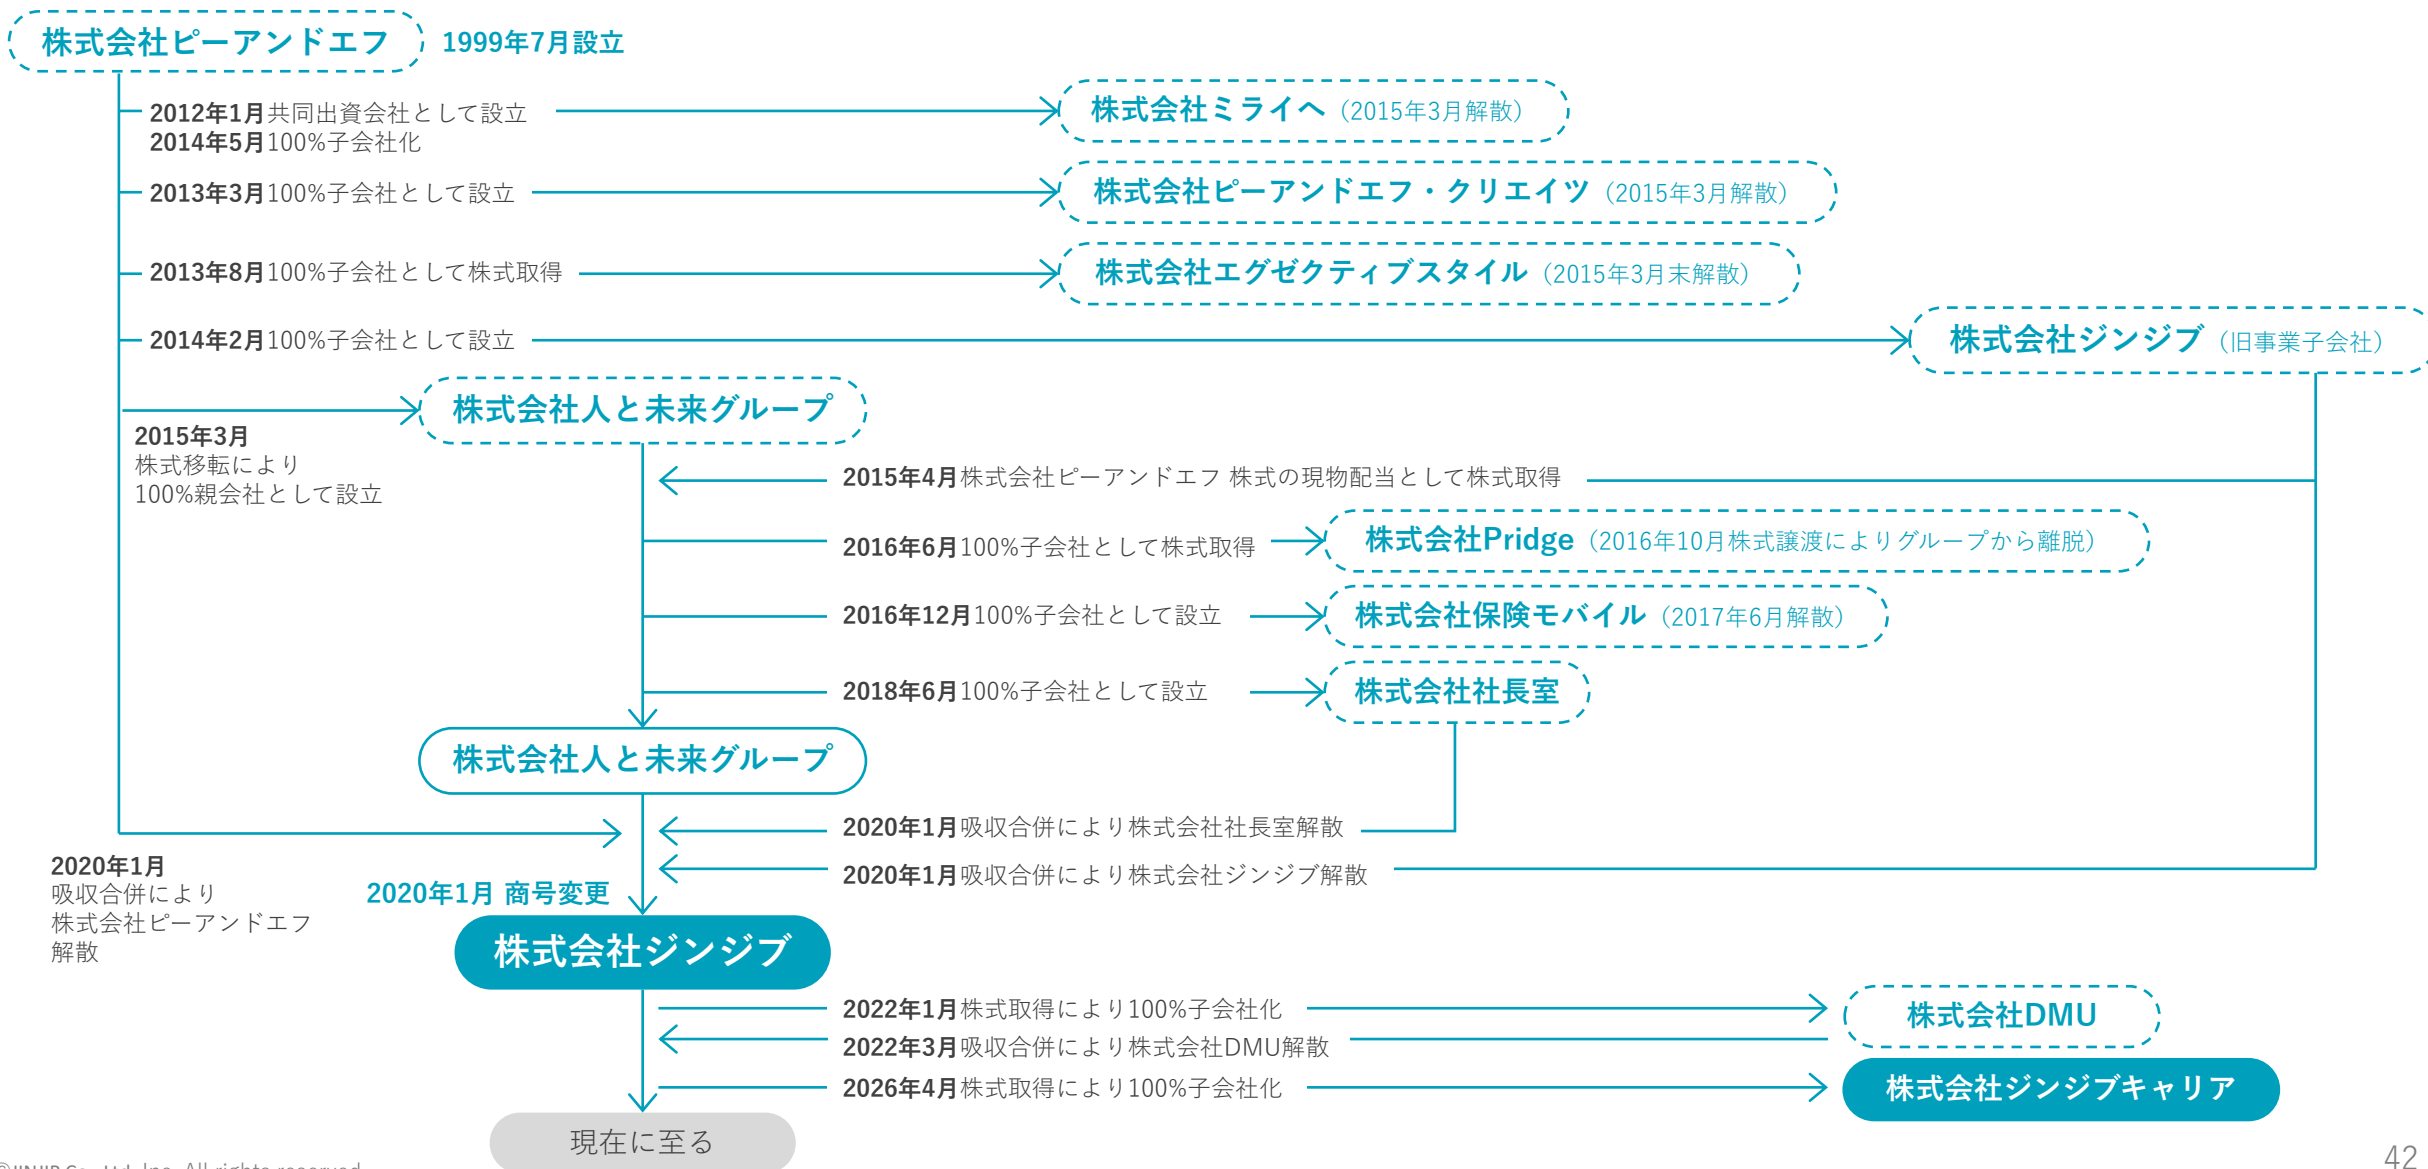 株式会社ピーアンドエフ 1999年7月設立
2012年1月共同出資会社として設立
2014年5月100%子会社化
株式会社ミライへ（2015年3月解散）
2013年3月100%子会社として設立
株式会社ピーアンドエフ・クリエイツ（2015年3月解散）
2013年8月100%子会社として株式取得
株式会社エグゼクティブスタイル（2015年3月末解散）
2014年2月100%子会社として設立
株式会社ジンジブ（旧事業子会社）
株式会社人と未来グループ
2015年3月
株式移転により
100%親会社として設立
2015年4月株式会社ピーアンドエフ 株式の現物配当として株式取得
2016年6月100%子会社として株式取得
株式会社Pridge（2016年10月株式譲渡によりグループから離脱）
2016年12月100%子会社として設立
株式会社保険モバイル（2017年6月解散）
2018年6月100%子会社として設立
株式会社社長室
株式会社人と未来グループ
2020年1月吸収合併により株式会社社長室解散
2020年1月吸収合併により株式会社ジンジブ解散
2020年1月
吸収合併により
株式会社ピーアンドエフ
解散
2020年1月 商号変更
株式会社ジンジブ
2022年1月株式取得により100%子会社化
株式会社DMU
2022年3月吸収合併により株式会社DMU解散
2026年4月株式取得により100%子会社化
株式会社ジンジブキャリア
現在に至る
©JINJIB Co., Ltd. Inc. All rights reserved.
42